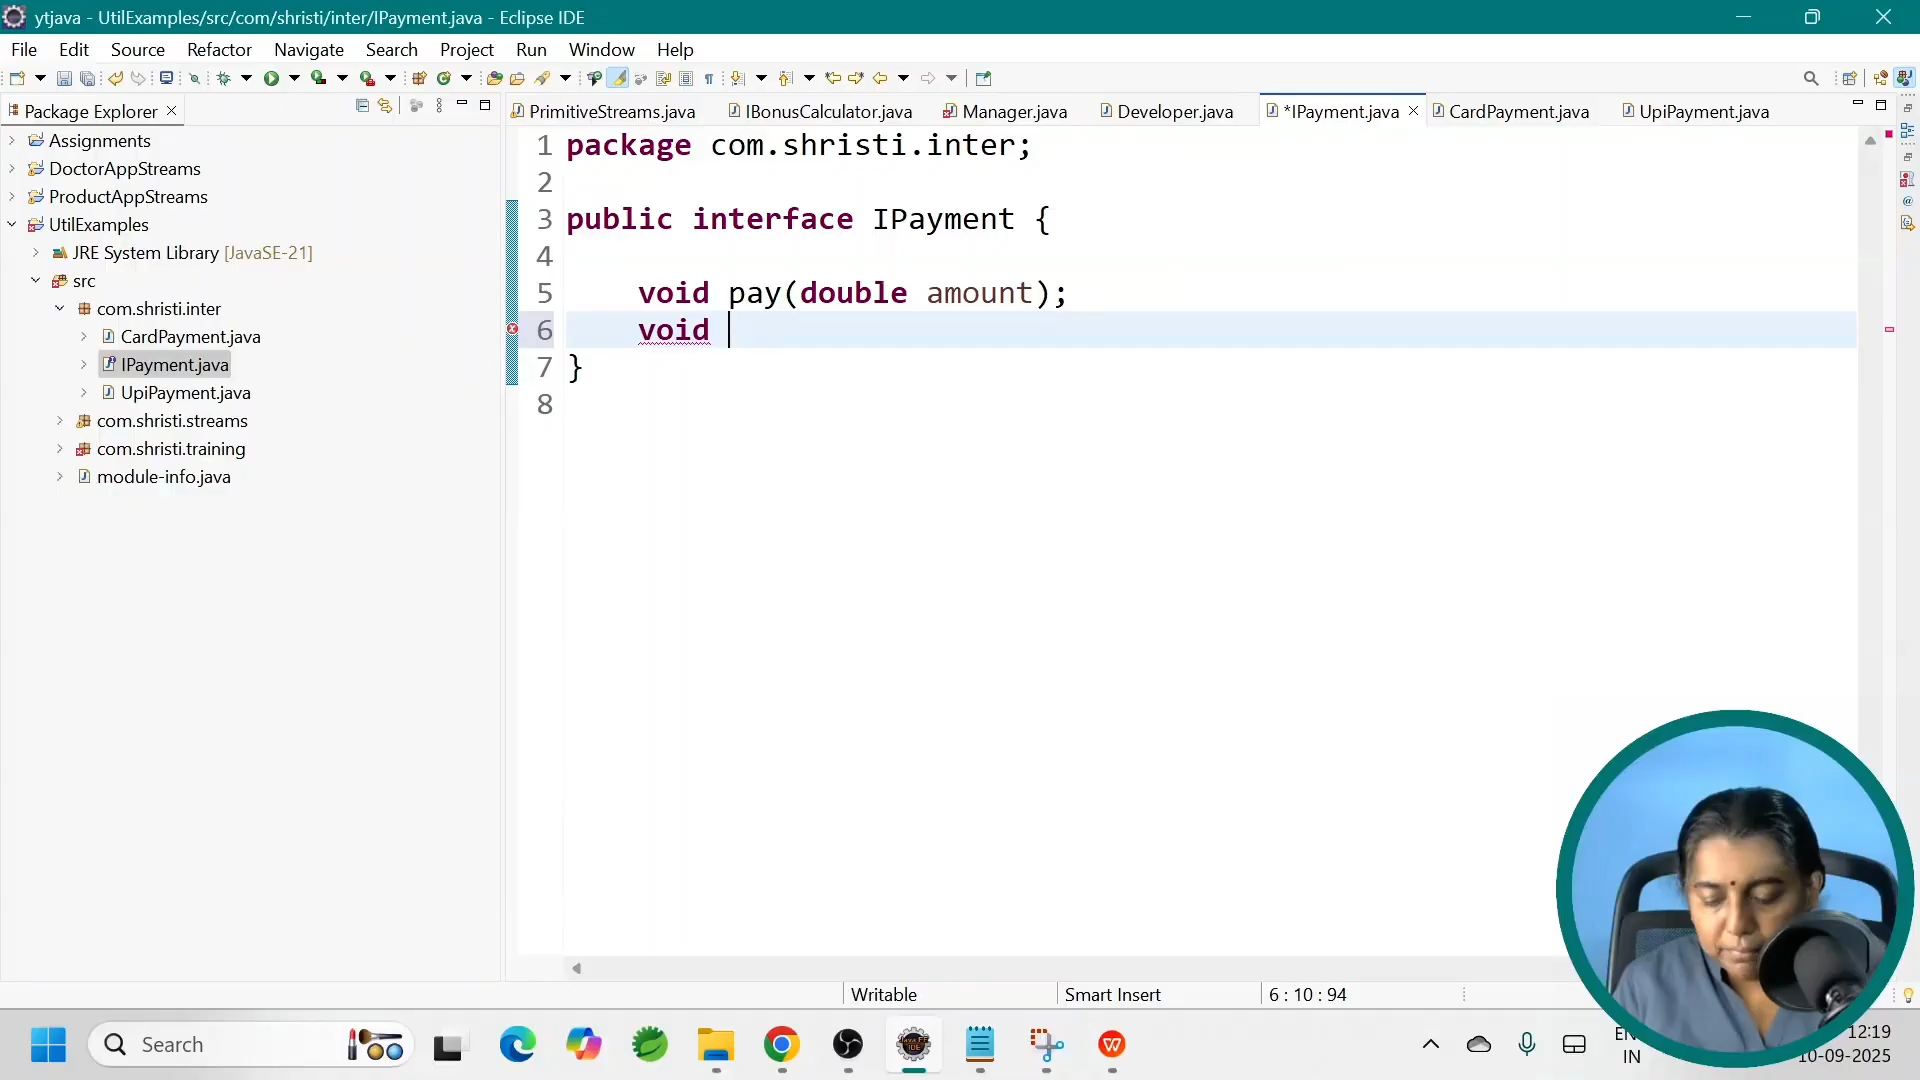 ytjava - UtilExamples/src/com/shristi/inter/IPayment.java - Eclipse IDE
File Edit Source Refactor Navigate Search Project Run Window Help
Package Explorer
PrimitiveStreams.java IBonusCalculator.java Manager.java Developer.java *IPayment.java CardPayment.java UpiPayment.java
Assignments
DoctorAppStreams
ProductAppStreams
UtilExamples
JRE System Library [JavaSE-21]
src
com.shristi.inter
CardPayment.java
IPayment.java
UpiPayment.java
com.shristi.streams
com.shristi.training
module-info.java
1 package com.shristi.inter;
2
3 public interface IPayment {
4
5 void pay(double amount);
6 void
7 }
8
Writable Smart Insert 6 : 10 : 94
Search
IN
12:19
10-09-2025